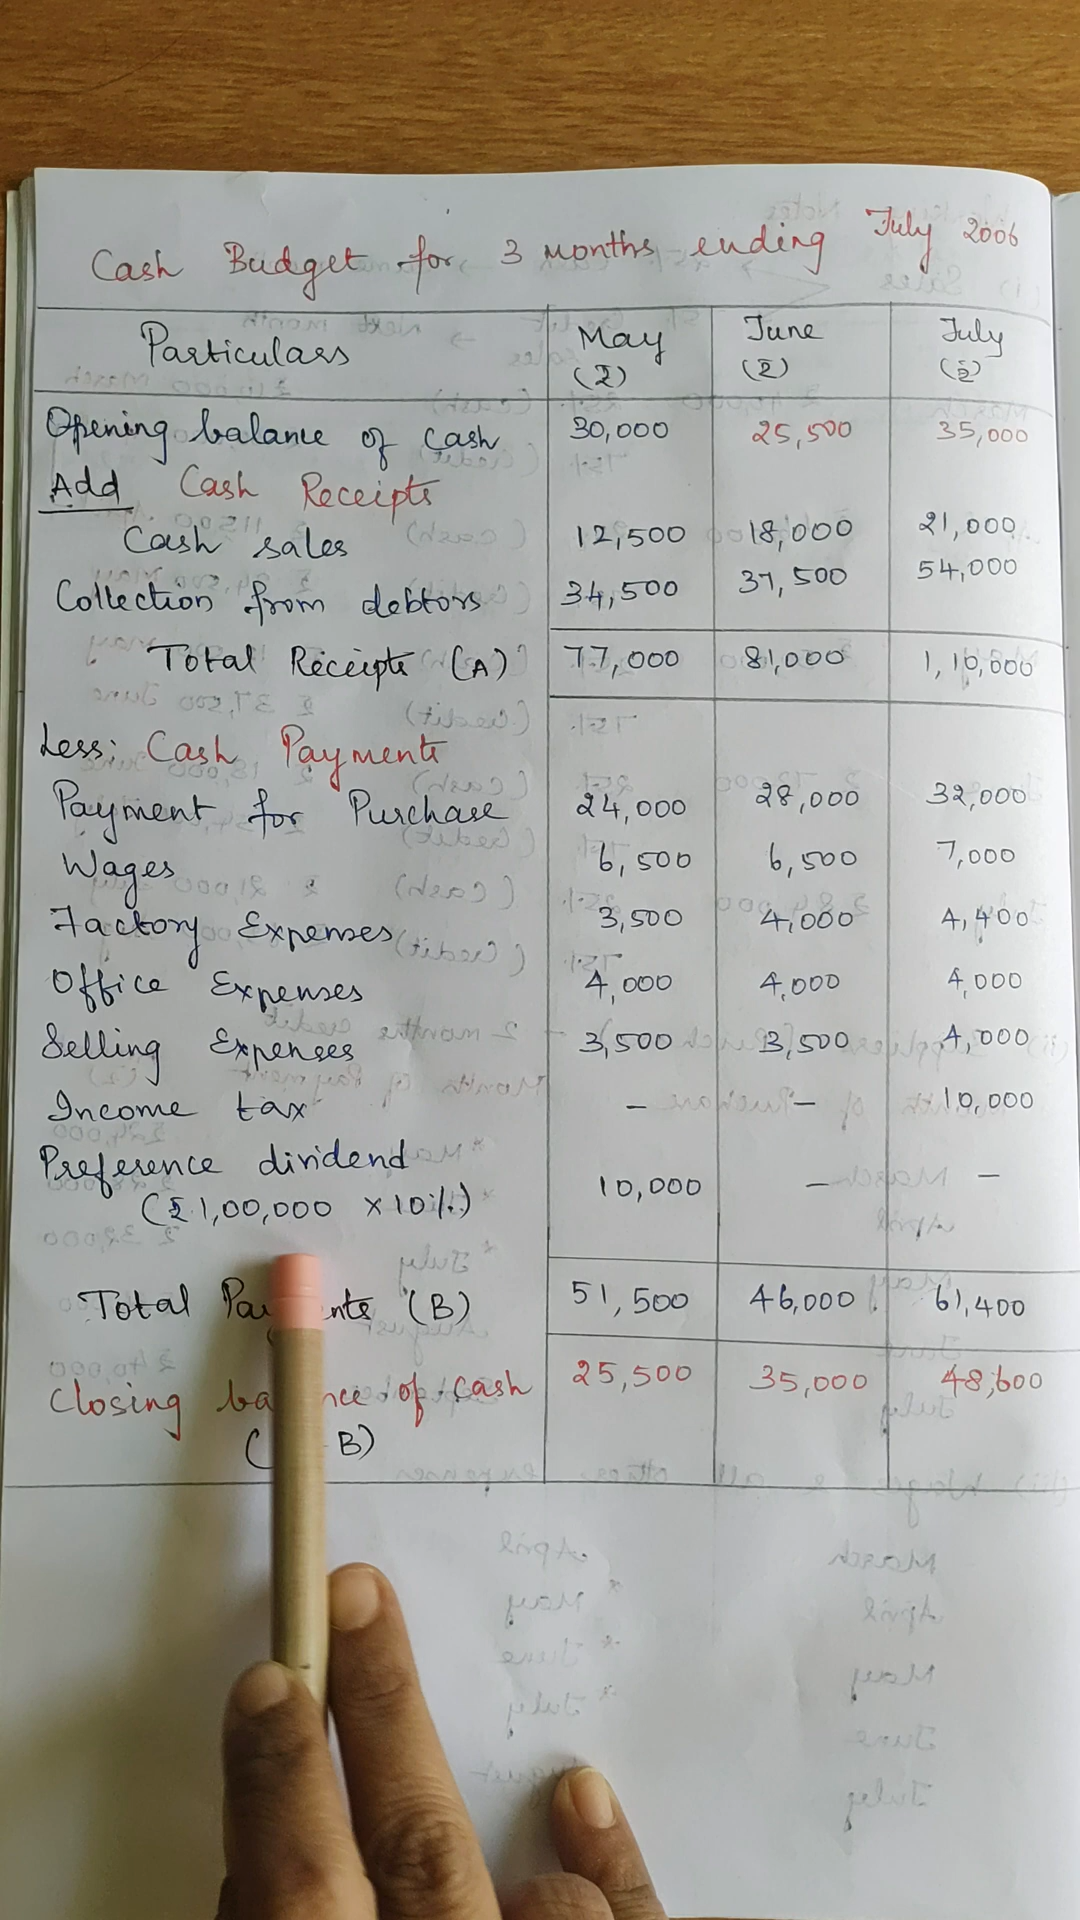 Cash Budget for 3 months ending July 2006
Particulars May June July
(₹) (₹) (₹)
Opening balance of cash 30,000 25,500 35,000
Add Cash Receipts
Cash sales 12,500 18,000 21,000
Collection from debtors 34,500 37,500 54,000
Total Receipts (A) 77,000 81,000 1,10,000
Less: Cash Payments
Payment for Purchase 24,000 28,000 32,000
Wages 6,500 6,500 7,000
Factory Expenses 3,500 4,000 4,400
Office Expenses 4,000 4,000 4,000
Selling Expenses 3,500 3,500 4,000
Income tax - - 10,000
Preference dividend
(₹ 1,00,000 x 10%) 10,000 - -
Total (B) 51,500 46,000 61,400
Closing of cash 25,500 35,000 48,600
B)